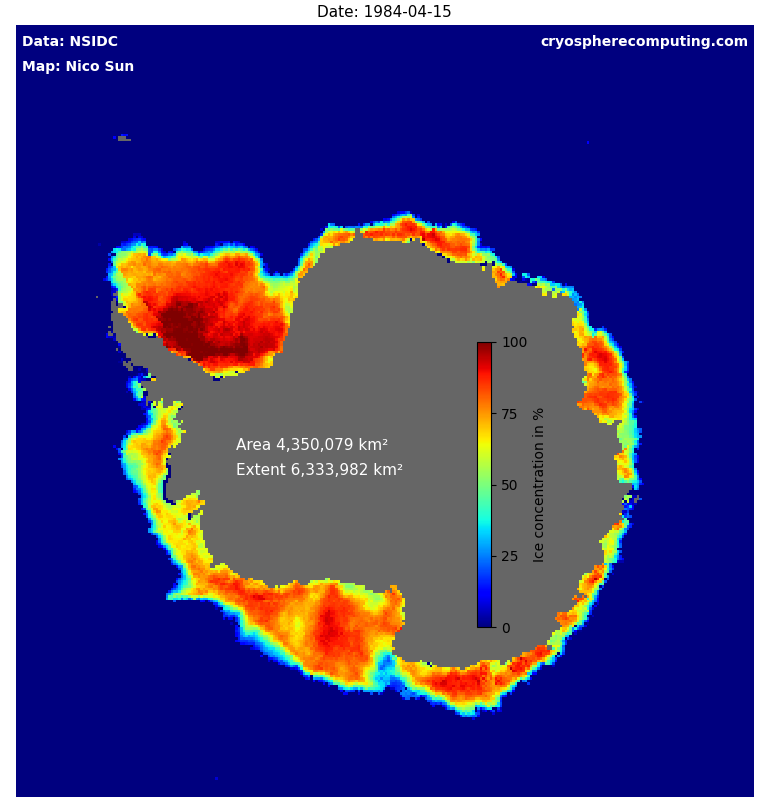 Date: 1984-04-15
Data: NSIDC
cryospherecomputing.com
Map: Nico Sun
100
75
50
25
0
Ice concentration in %
Area 4,350,079 km²
Extent 6,333,982 km²